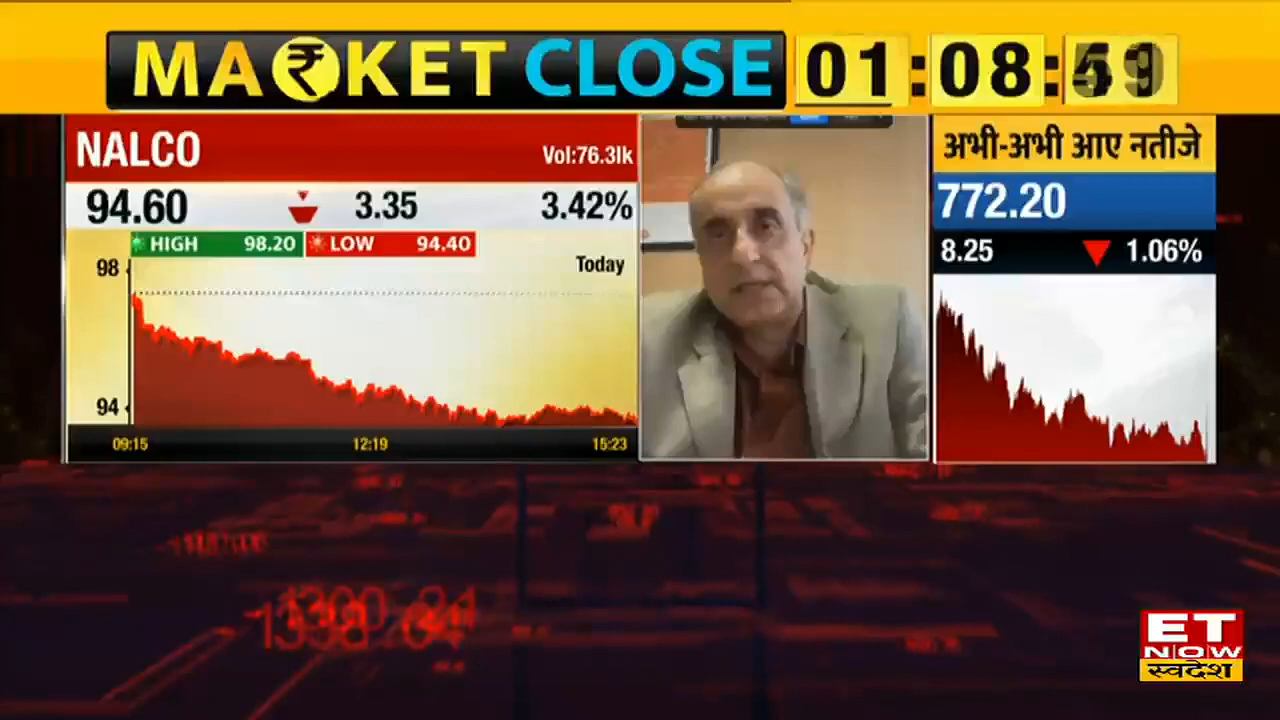 MA₹KET CLOSE 01:08:
NALCO
Vol:76.3lk
94.60 3.35 3.42%
HIGH 98.20 LOW 94.40
Today
98
94
09:15 12:19 15:23
अभी-अभी आए नतीजे
772.20
8.25 1.06%
ET
NOW
स्वदेश